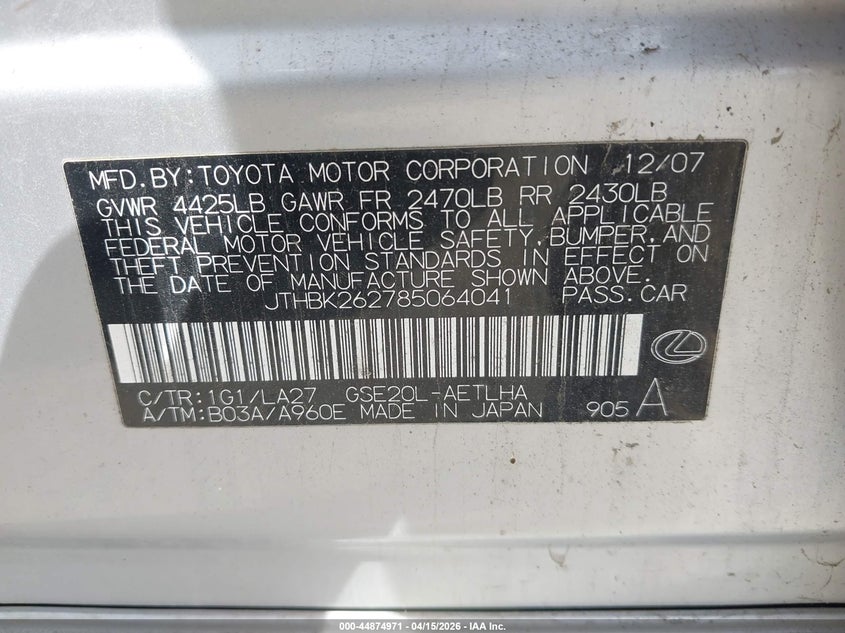 MFD. BY: TOYOTA MOTOR CORPORATION 12/07
GVWR 4425LB GAWR FR 2470LB RR 2430LB
THIS VEHICLE CONFORMS TO ALL APPLICABLE
FEDERAL MOTOR VEHICLE SAFETY, BUMPER, AND
THEFT PREVENTION STANDARDS IN EFFECT ON
THE DATE OF MANUFACTURE SHOWN ABOVE.
JTHBK262785064041 PASS. CAR
C/TR: 1G1/LA27 GSE20L-AETLHA
A/TM: B03A/A960E MADE IN JAPAN 905 A
000-44874971 - 04/15/2026 - IAA Inc.